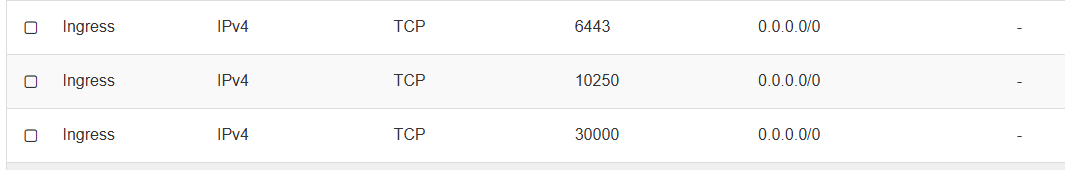 Ingress IPv4 TCP 6443 0.0.0.0/0 -
Ingress IPv4 TCP 10250 0.0.0.0/0 -
Ingress IPv4 TCP 30000 0.0.0.0/0 -